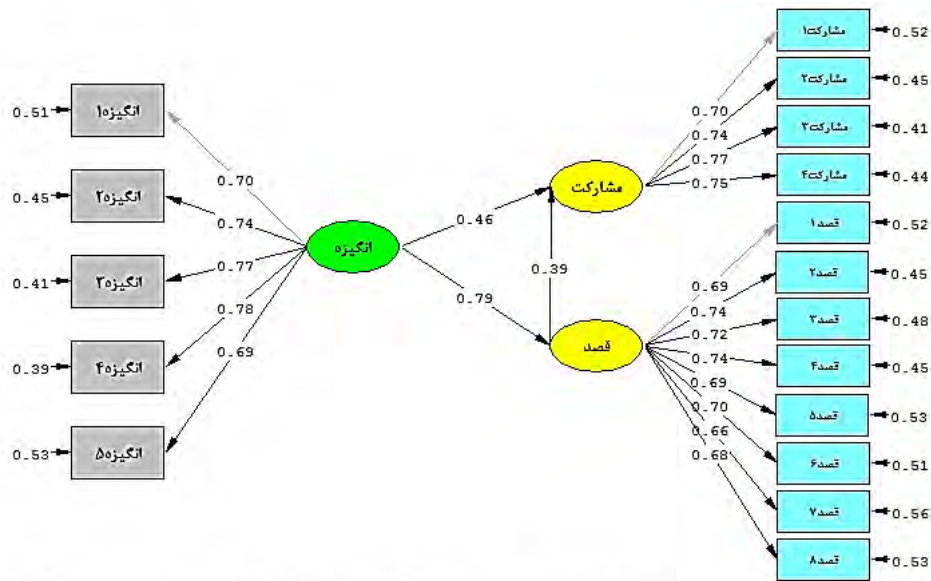 0.51
انگیزه۱
0.45
انگیزه۲
0.41
انگیزه۳
0.39
انگیزه۴
0.53
انگیزه۵
0.70
0.74
0.77
0.78
0.69
انگیزه
0.46
0.79
مشارکت
0.39
قصد
0.70
0.74
0.77
0.75
0.69
0.74
0.72
0.74
0.69
0.70
0.66
0.68
مشارکت۱
0.52
مشارکت۲
0.45
مشارکت۳
0.41
مشارکت۴
0.44
قصد۱
0.52
قصد۲
0.45
قصد۳
0.48
قصد۴
0.45
قصد۵
0.53
قصد۶
0.51
قصد۷
0.56
قصد۸
0.53